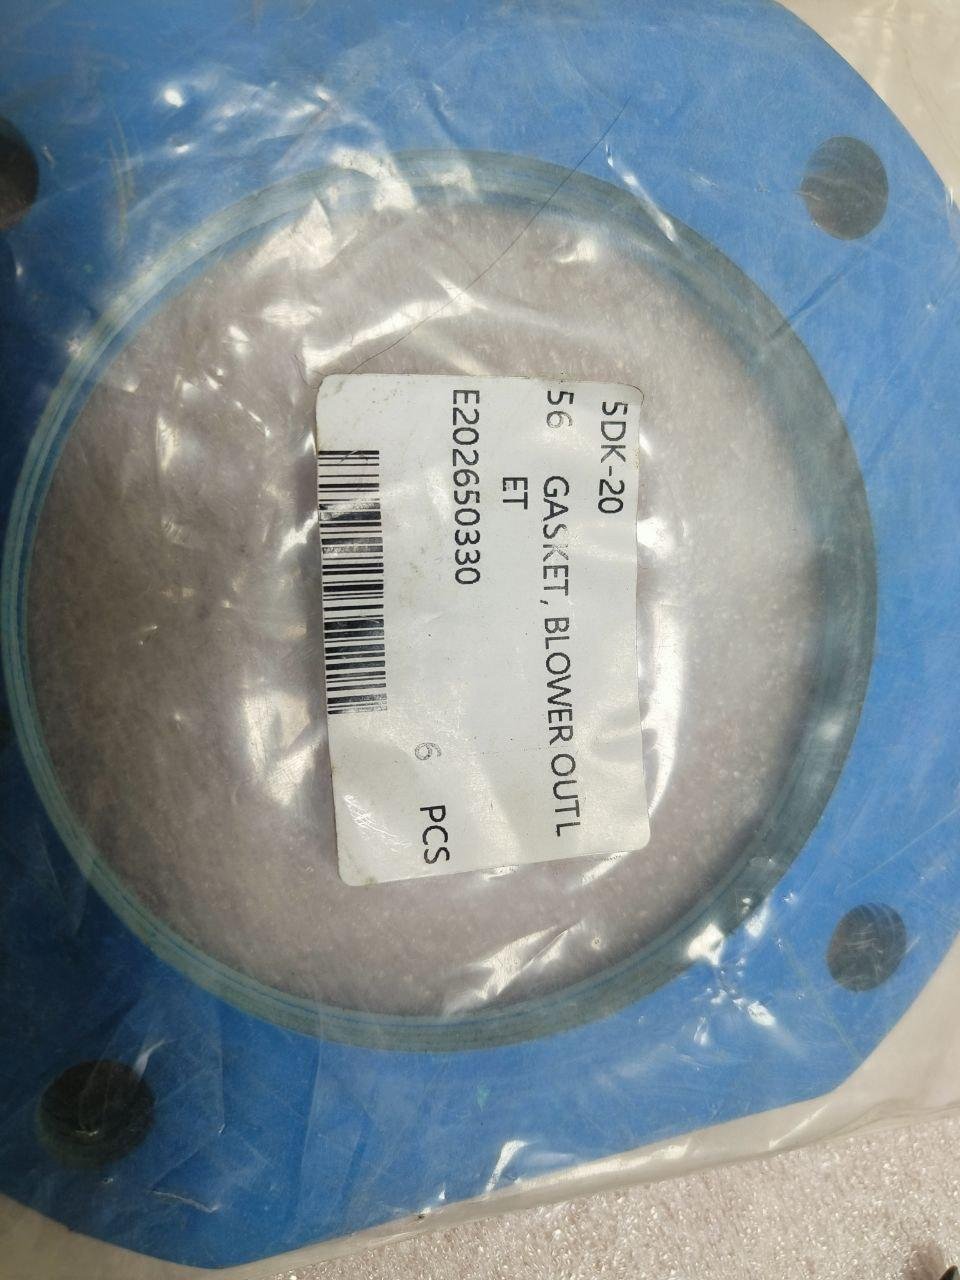 5DK-20
56 GASKET, BLOWER OUTL
ET
E202650330
6 PCS